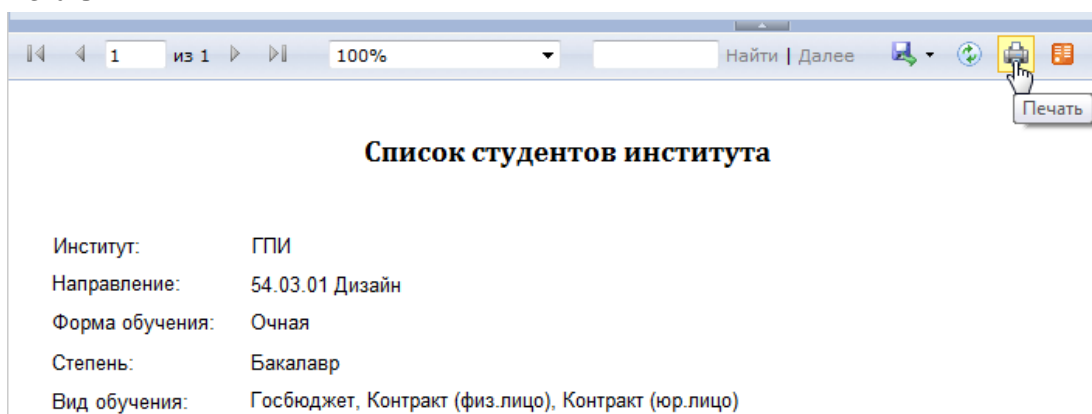 1 из 1 100% Найти | Далее
Печать
Список студентов института
Институт: ГПИ
Направление: 54.03.01 Дизайн
Форма обучения: Очная
Степень: Бакалавр
Вид обучения: Госбюджет, Контракт (физ.лицо), Контракт (юр.лицо)